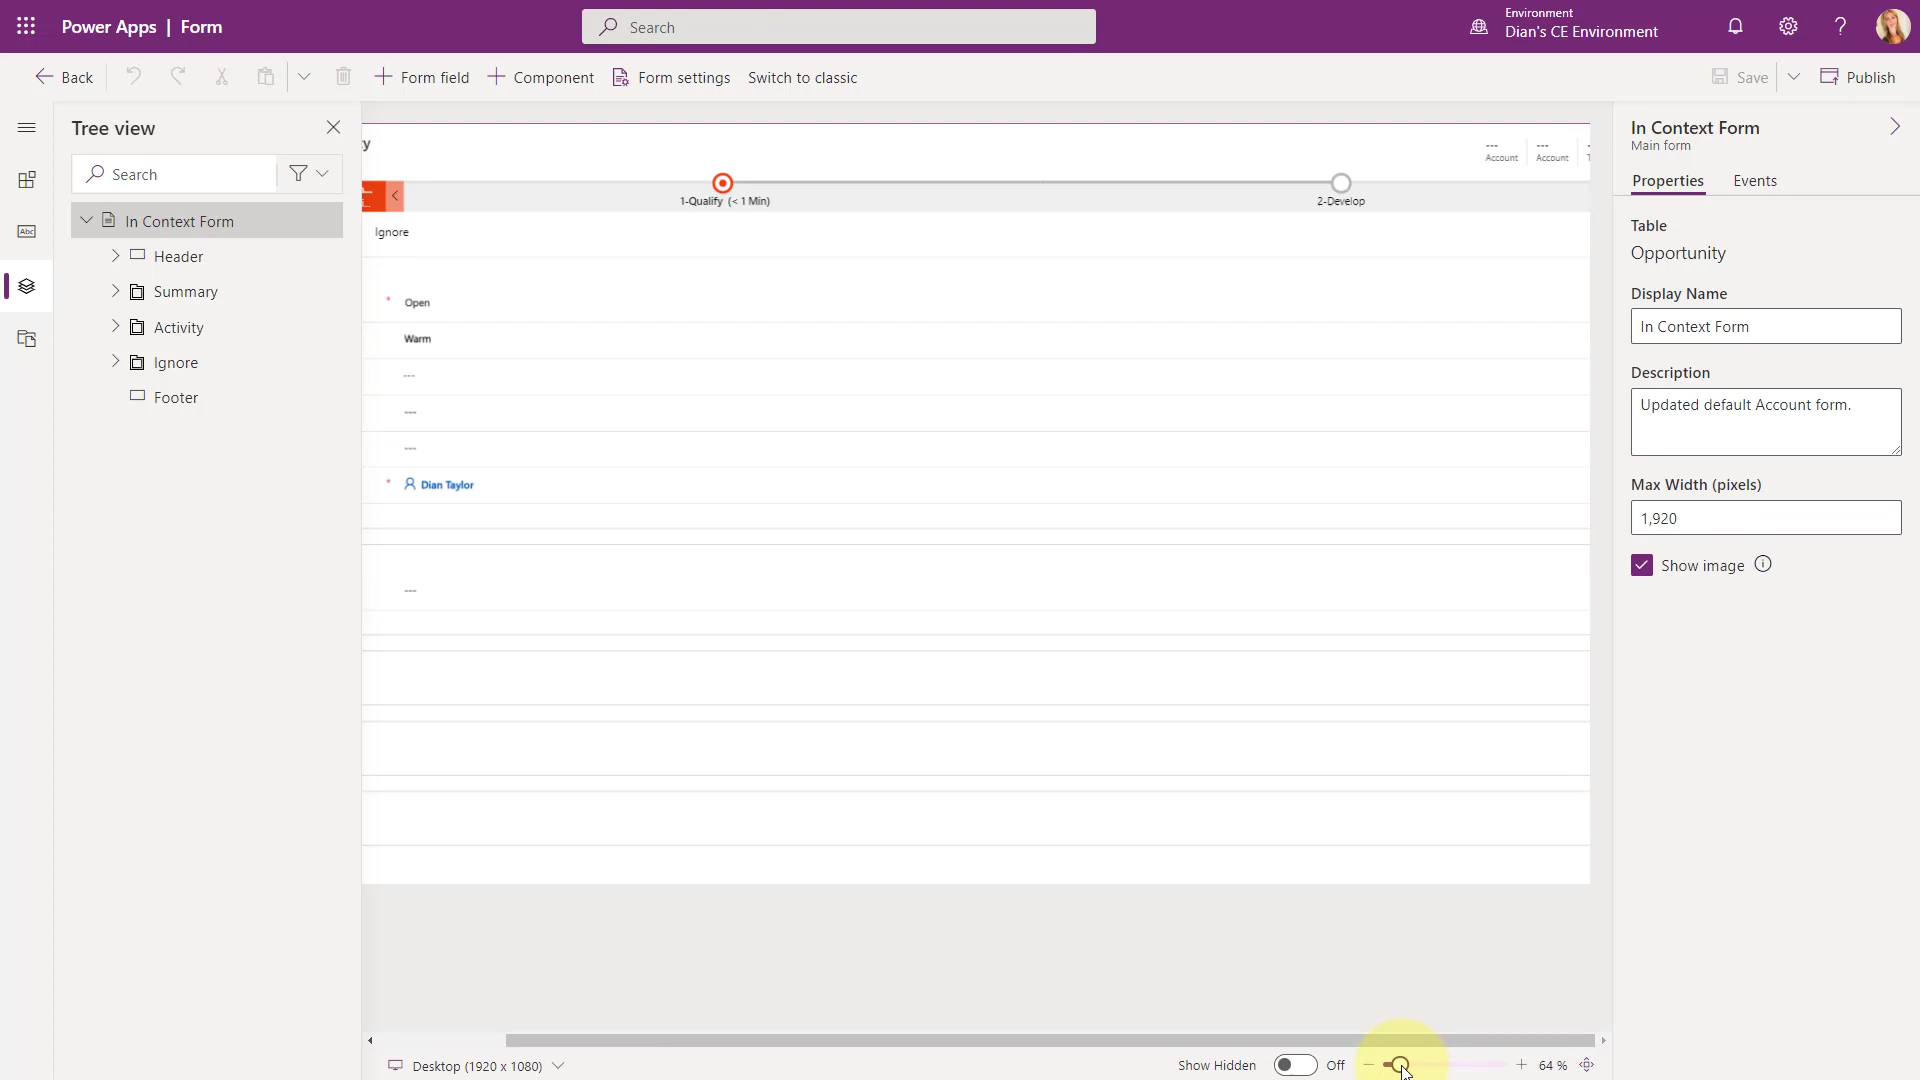 Power Apps | Form
Search
Environment
Dian's CE Environment
Back
Form field
Component
Form settings
Switch to classic
Save
Publish
Tree view
Search
In Context Form
Header
Summary
Activity
Ignore
Footer
Abc
y
---
Account
---
Account
1-Qualify (< 1 Min)
2-Develop
Ignore
* Open
Warm
---
---
---
* Dian Taylor
---
Desktop (1920 x 1080)
Show Hidden
Off
64 %
In Context Form
Main form
Properties
Events
Table
Opportunity
Display Name
In Context Form
Description
Updated default Account form.
Max Width (pixels)
1,920
Show image